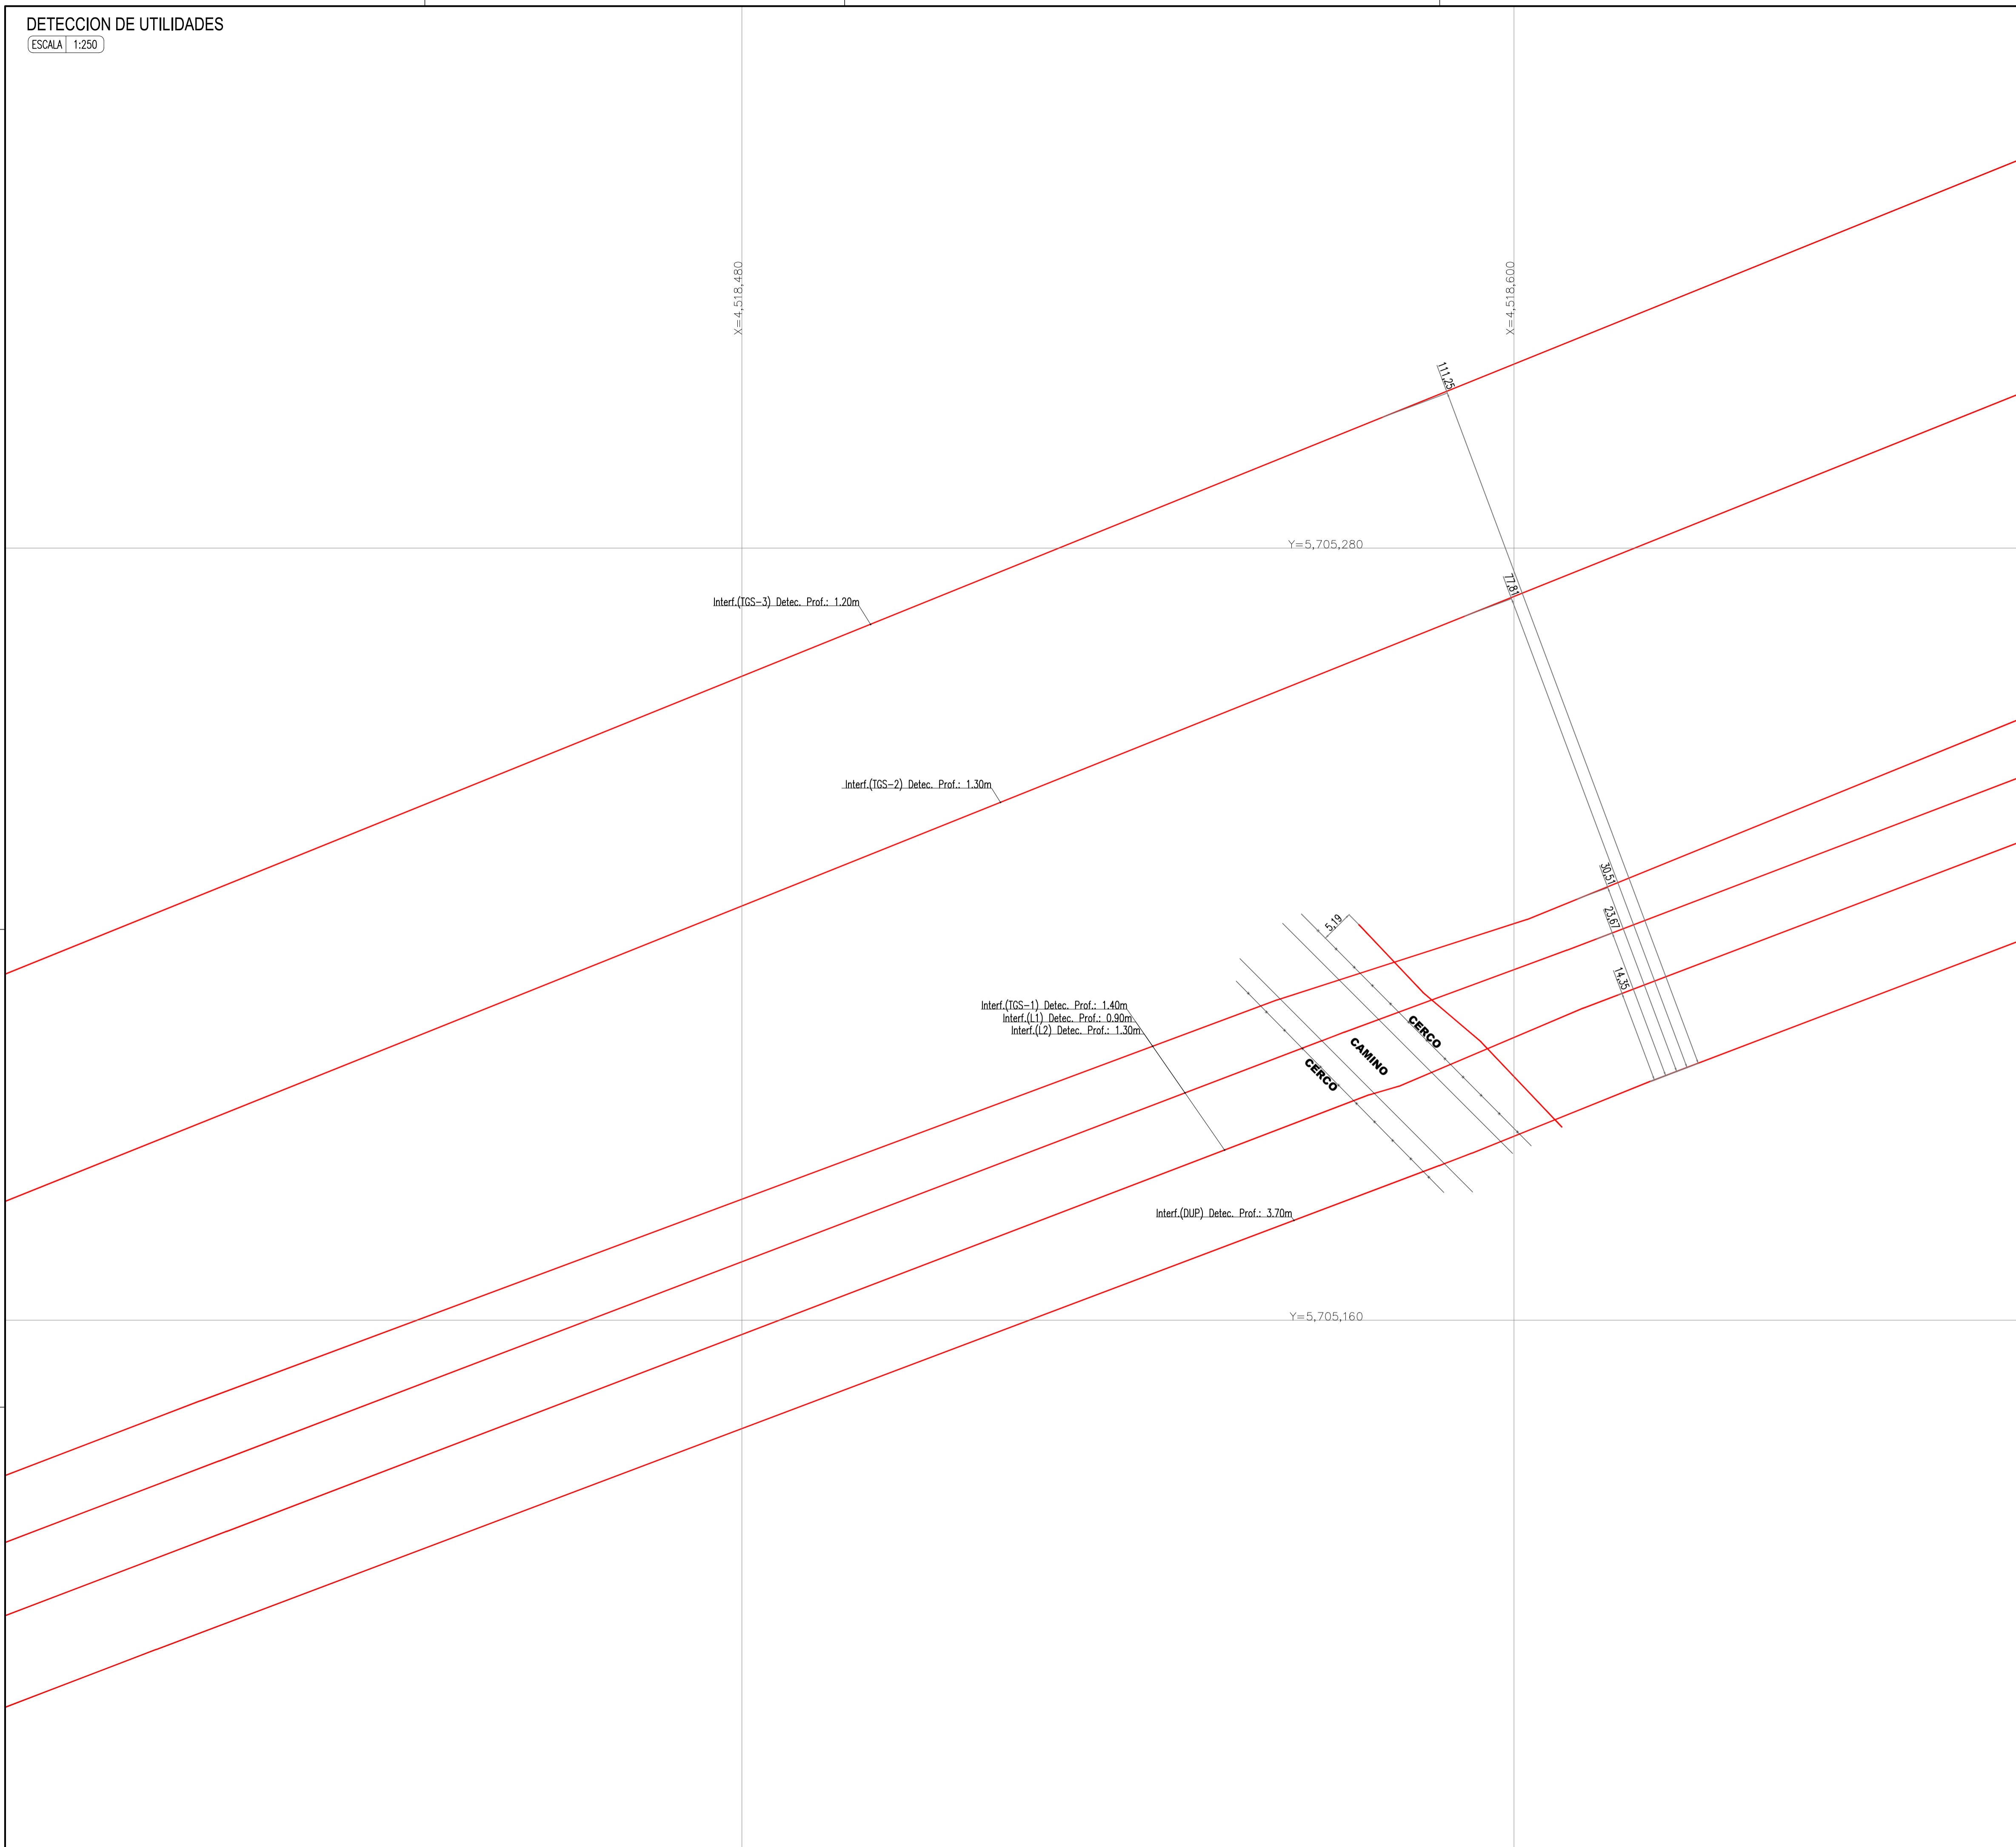 DETECCION DE UTILIDADES
ESCALA 1:250
X=4,518,480
X=4,518,600
111,25
Y=5,705,280
77,81
Interf.(TGS-3) Detec. Prof.: 1.20m
Interf.(TGS-2) Detec. Prof.: 1.30m
30,51
23,67
5,19
14,35
Interf.(TGS-1) Detec. Prof.: 1.40m
Interf.(L1) Detec. Prof.: 0.90m
Interf.(L2) Detec. Prof.: 1.30m
CERCO
CAMINO
CERCO
Interf.(DUP) Detec. Prof.: 3.70m
Y=5,705,160